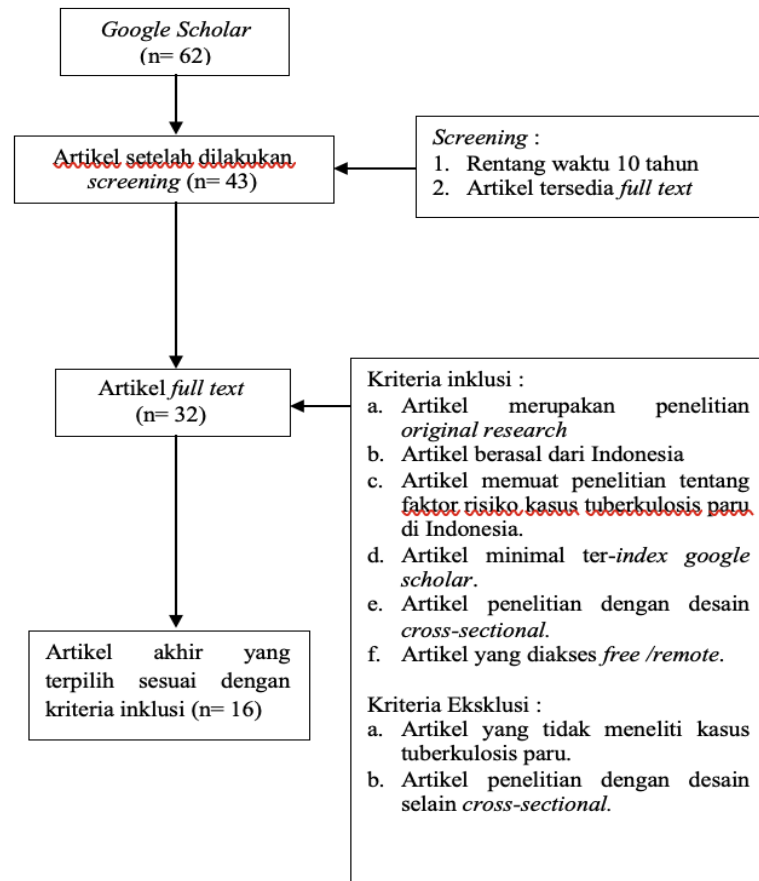 Google Scholar
(n= 62)
Artikel setelah dilakukan
screening (n= 43)
Screening :
1. Rentang waktu 10 tahun
2. Artikel tersedia full text
Artikel full text
(n= 32)
Kriteria inklusi :
a. Artikel merupakan penelitian
original research
b. Artikel berasal dari Indonesia
c. Artikel memuat penelitian tentang
faktor risiko kasus tuberkulosis paru
di Indonesia.
d. Artikel minimal ter-index google
scholar.
e. Artikel penelitian dengan desain
cross-sectional.
f. Artikel yang diakses free /remote.
Kriteria Eksklusi :
a. Artikel yang tidak meneliti kasus
tuberkulosis paru.
b. Artikel penelitian dengan desain
selain cross-sectional.
Artikel akhir yang
terpilih sesuai dengan
kriteria inklusi (n= 16)